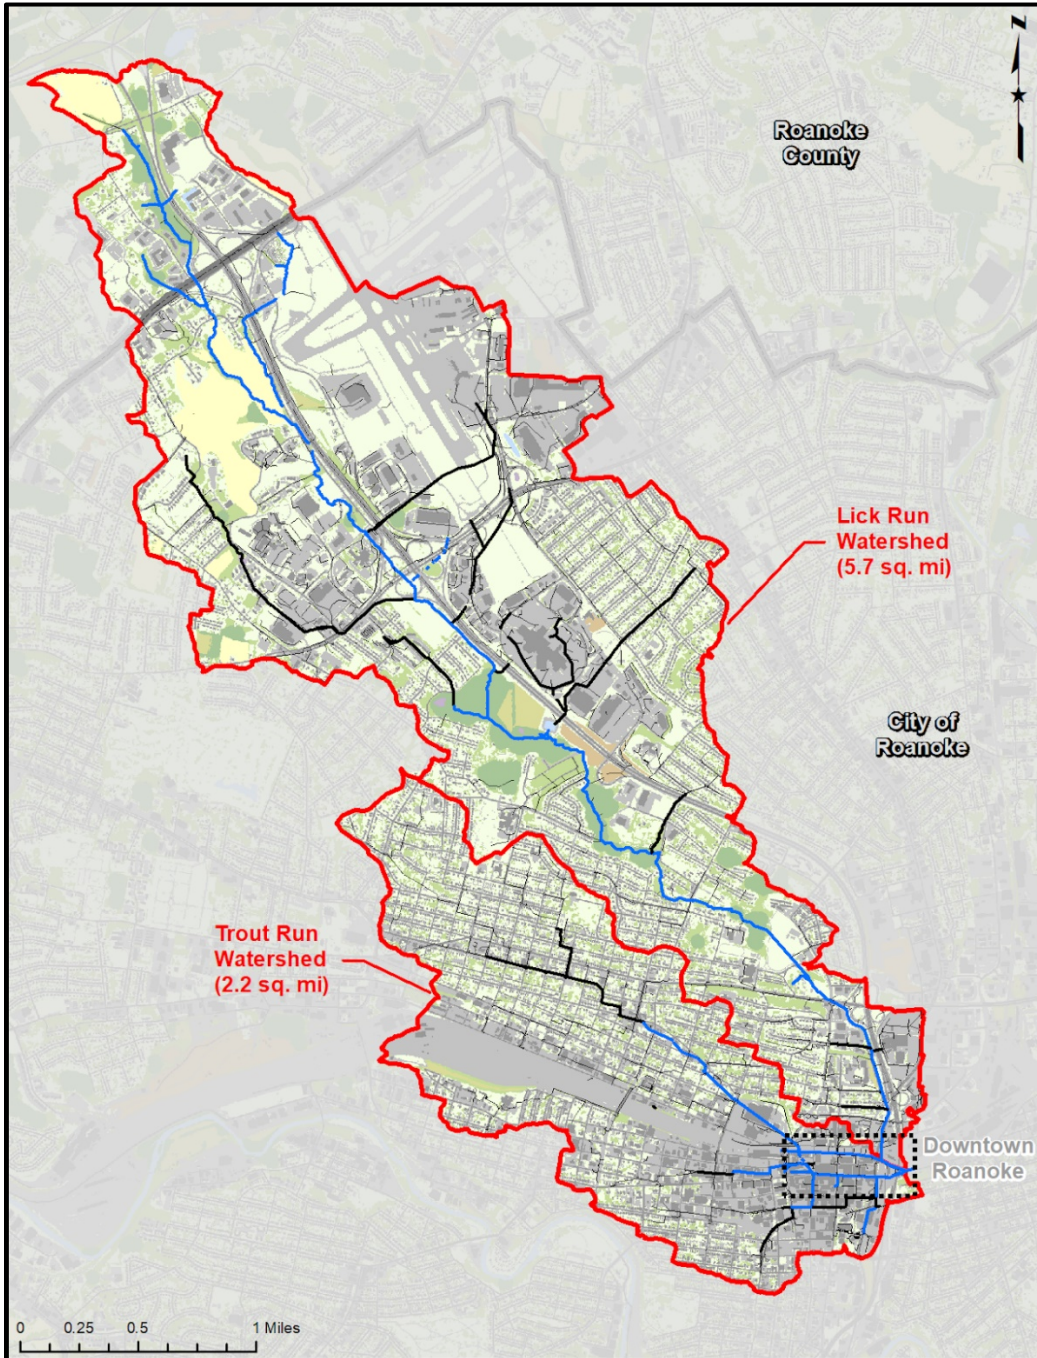 N
Roanoke
County
Lick Run
Watershed
(5.7 sq. mi)
City of
Roanoke
Trout Run
Watershed
(2.2 sq. mi)
Downtown
Roanoke
0 0.25 0.5 1 Miles